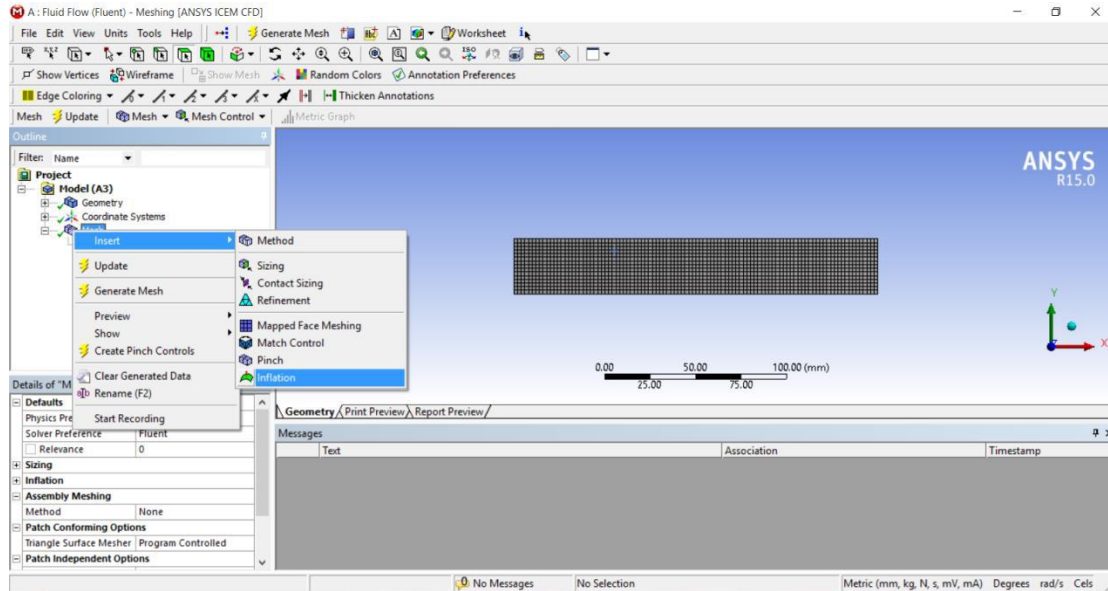 A : Fluid Flow (Fluent) - Meshing [ANSYS ICEM CFD]
File Edit View Units Tools Help Generate Mesh A Worksheet i
ISO
Show Vertices Wireframe Show Mesh Random Colors Annotation Preferences
Edge Coloring Thicken Annotations
Mesh Update Mesh Mesh Control Metric Graph
Outline
Filter: Name
Project
Model (A3)
Geometry
Coordinate Systems
Mesh
Insert
Update
Generate Mesh
Preview
Show
Create Pinch Controls
Clear Generated Data
Rename (F2)
Start Recording
Method
Sizing
Contact Sizing
Refinement
Mapped Face Meshing
Match Control
Pinch
Inflation
Details of "M
Defaults
Physics Pre
Solver Preference Fluent
Relevance 0
Sizing
Inflation
Assembly Meshing
Method None
Patch Conforming Options
Triangle Surface Mesher Program Controlled
Patch Independent Options
ANSYS
R15.0
Y
X
0.00 50.00 100.00 (mm)
25.00 75.00
Geometry Print Preview Report Preview
Messages
Text Association Timestamp
0 No Messages No Selection Metric (mm, kg, N, s, mV, mA) Degrees rad/s Cels